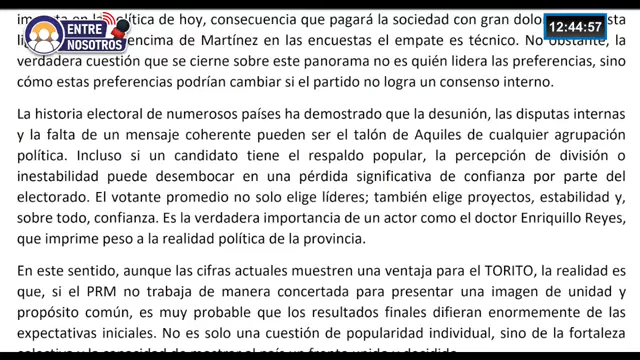 ENTRE
NOSOTROS
12:44:57
en la política de hoy, consecuencia que pagará la sociedad con gran
encima de Martínez en las encuestas el empate es técnico. No obstante, la
verdadera cuestión que se cierne sobre este panorama no es quién lidera las preferencias, sino
cómo estas preferencias podrían cambiar si el partido no logra un consenso interno.
La historia electoral de numerosos países ha demostrado que la desunión, las disputas internas
y la falta de un mensaje coherente pueden ser el talón de Aquiles de cualquier agrupación
política. Incluso si un candidato tiene el respaldo popular, la percepción de división o
inestabilidad puede desembocar en una pérdida significativa de confianza por parte del
electorado. El votante promedio no solo elige líderes; también elige proyectos, estabilidad y,
sobre todo, confianza. Es la verdadera importancia de un actor como el doctor Enriquillo Reyes,
que imprime peso a la realidad política de la provincia.
En este sentido, aunque las cifras actuales muestren una ventaja para el TORITO, la realidad es
que, si el PRM no trabaja de manera concertada para presentar una imagen de unidad y
propósito común, es muy probable que los resultados finales difieran enormemente de las
expectativas iniciales. No es solo una cuestión de popularidad individual, sino de la fortaleza